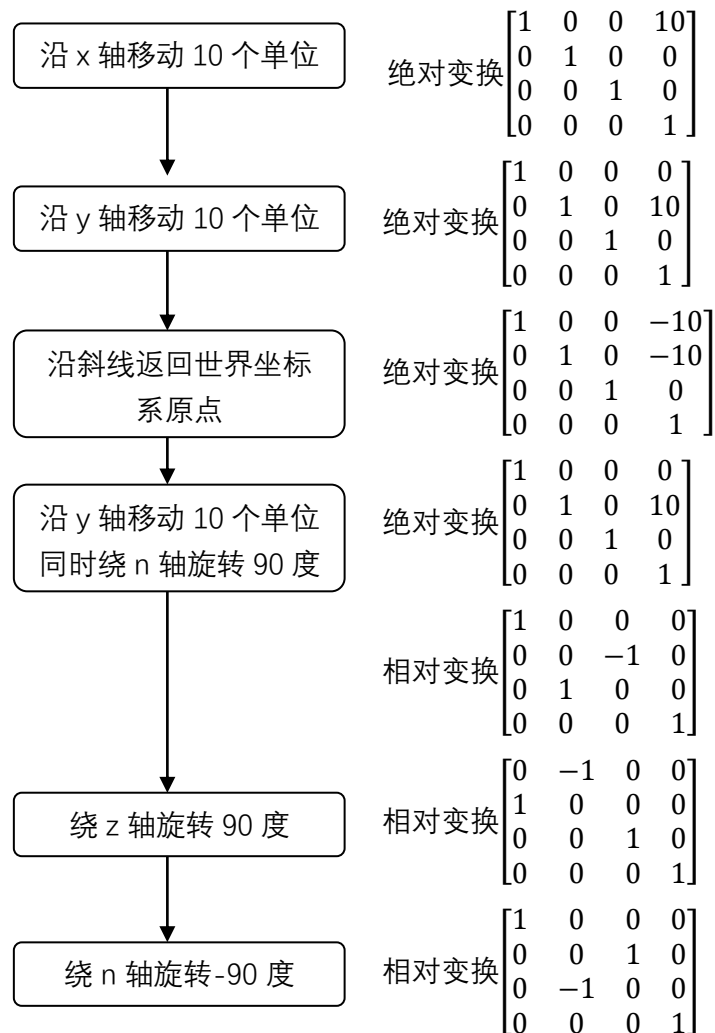 沿 x 轴移动 10 个单位
绝对变换
1 0 0 10
0 1 0 0
0 0 1 0
0 0 0 1
沿 y 轴移动 10 个单位
绝对变换
1 0 0 0
0 1 0 10
0 0 1 0
0 0 0 1
沿斜线返回世界坐标
系原点
绝对变换
1 0 0 −10
0 1 0 −10
0 0 1 0
0 0 0 1
沿 y 轴移动 10 个单位
同时绕 n 轴旋转 90 度
绝对变换
1 0 0 0
0 1 0 10
0 0 1 0
0 0 0 1
相对变换
1 0 0 0
0 0 −1 0
0 1 0 0
0 0 0 1
绕 z 轴旋转 90 度
相对变换
0 −1 0 0
1 0 0 0
0 0 1 0
0 0 0 1
绕 n 轴旋转-90 度
相对变换
1 0 0 0
0 0 1 0
0 −1 0 0
0 0 0 1